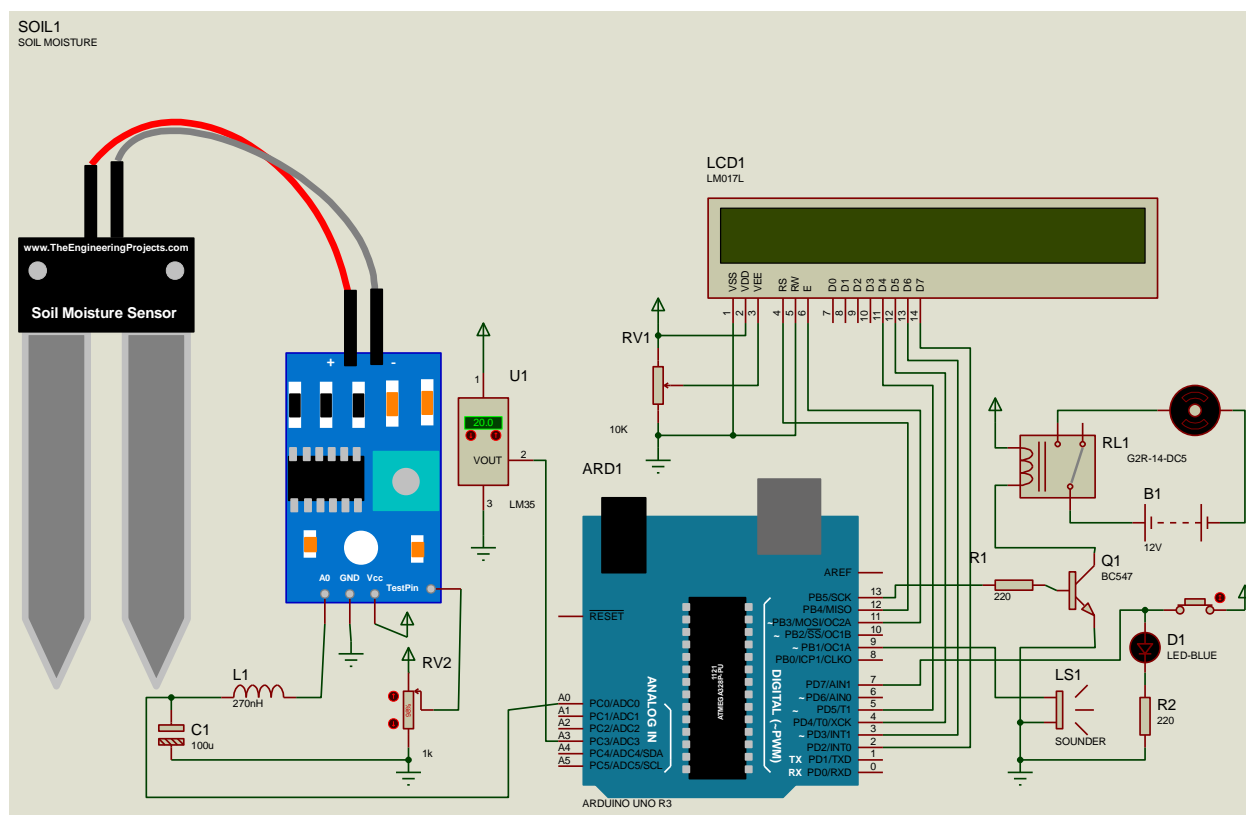 SOIL1
SOIL MOISTURE
www.TheEngineeringProjects.com
Soil Moisture Sensor
+ -
A0 GND Vcc TestPin
L1
270nH
C1
100u
RV2
98%
1k
U1
1
20.0
VOUT 2
3
LM35
LCD1
LM017L
VSS VDD VEE RS RW E D0 D1 D2 D3 D4 D5 D6 D7
1 2 3 4 5 6 7 8 9 10 11 12 13 14
RV1
10K
ARD1
RESET
AREF
PB5/SCK 13
PB4/MISO 12
~PB3/MOSI/OC2A 11
~ PB2/SS/OC1B 10
~ PB1/OC1A 9
PB0/ICP1/CLKO 8
PD7/AIN1 7
~ PD6/AIN0 6
~ PD5/T1 5
PD4/T0/XCK 4
~ PD3/INT1 3
PD2/INT0 2
TX PD1/TXD 1
RX PD0/RXD 0
A0 PC0/ADC0
A1 PC1/ADC1
A2 PC2/ADC2
A3 PC3/ADC3
A4 PC4/ADC4/SDA
A5 PC5/ADC5/SCL
ANALOG IN
1121
ATMEGA328P-PU
DIGITAL (~PWM)
ARDUINO UNO R3
RL1
G2R-14-DC5
B1
12V
R1
220
Q1
BC547
D1
LED-BLUE
LS1
SOUNDER
R2
220